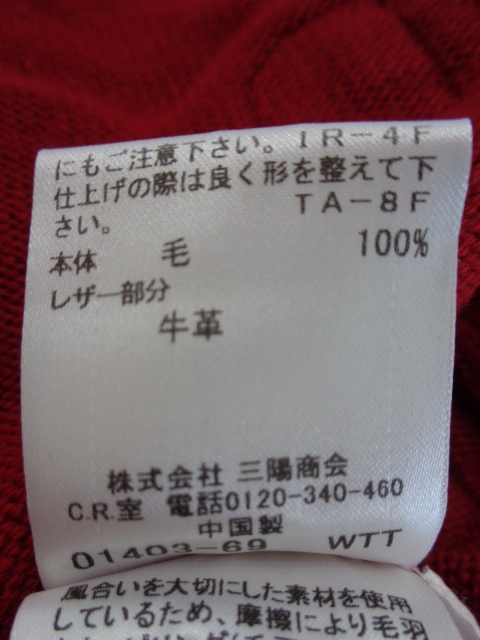 にもご注意下さい。IR-4F
仕上げの際は良く形を整えて下
さい。 TA-8F
本体 毛 100%
レザー部分
牛革
株式会社 三陽商会
C.R.室 電話0120-340-460
中国製
01403-69 WTT
風合いを大切にした素材を使用
しているため、摩擦により毛羽